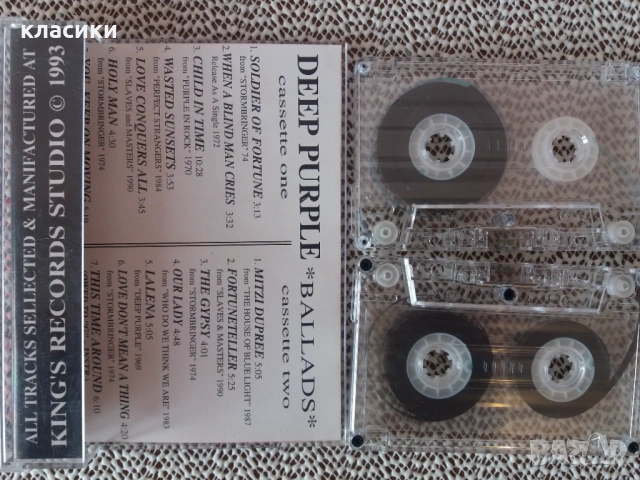 класики
DEEP PURPLE *BALLADS*
cassette one
1. SOLDIER OF FORTUNE 3:13
from "STORMBRINGER" 74
2. WHEN A BLIND MAN CRIES 3:32
Release As A Single 1972
3. CHILD IN TIME 10:28
from "PURPLE IN ROCK" 1970
4. WASTED SUNSETS 3:53
from "PERFECT STRANGERS" 1984
5. LOVE CONQUERS ALL 3:45
from "SLAVES and MASTERS" 1990
6. HOLY MAN 4:30
from "STORMBRINGER" 1974
KEEP ON MOVING
cassette two
1. MITZI DUPREE 5:05
from "THE HOUSE OF BLUE LIGHT" 1987
2. FORTUNETELLER 5:25
from "SLAVES & MASTERS" 1990
3. THE GYPSY 4:01
from "STORMBRINGER" 1974
4. OUR LADY 4:48
from "WHO DO WE THINK WE ARE" 1983
5. LALENA 5:05
from "DEEP PURPLE" 1969
6. LOVE DON'T MEAN A THING 4:20
from "STORMBRINGER" 1974
7. THIS TIME AROUND 6:10
ALL TRACKS SELLECTED & MANIFACTURED AT
KING'S RECORDS STUDIO © 1993